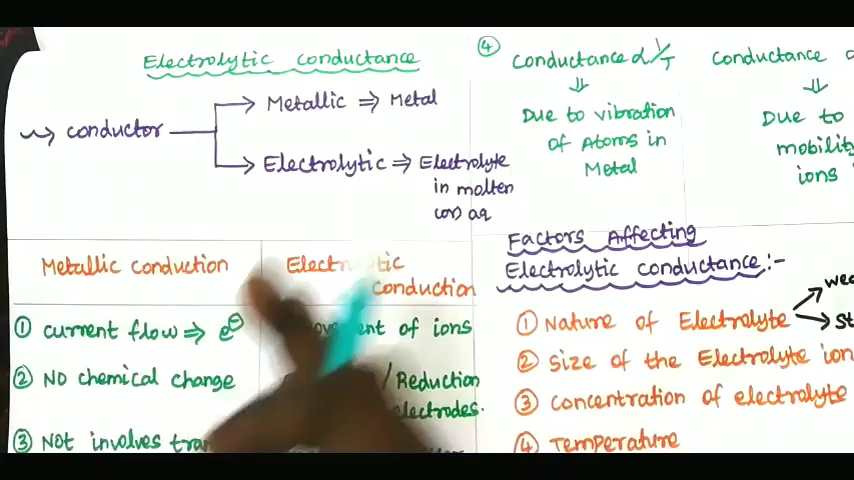 Electrolytic conductance
conductor
Metallic ⇒ Metal
Electrolytic ⇒ Electrolyte
in molten
(or) aq
Metallic conduction
① current flow ⇒ e⊖
② NO chemical change
③ Not involves
conduction
of ions
/Reduction
electrodes.
④ conductance α 1/T
⇓
Due to vibration
of Atoms in
Metal
conductance
⇓
Due to
mobility
ions
Factors Affecting
Electrolytic conductance:-
① Nature of Electrolyte
② Size of the Electrolyte ion
③ concentration of electrolyte
④ Temperature